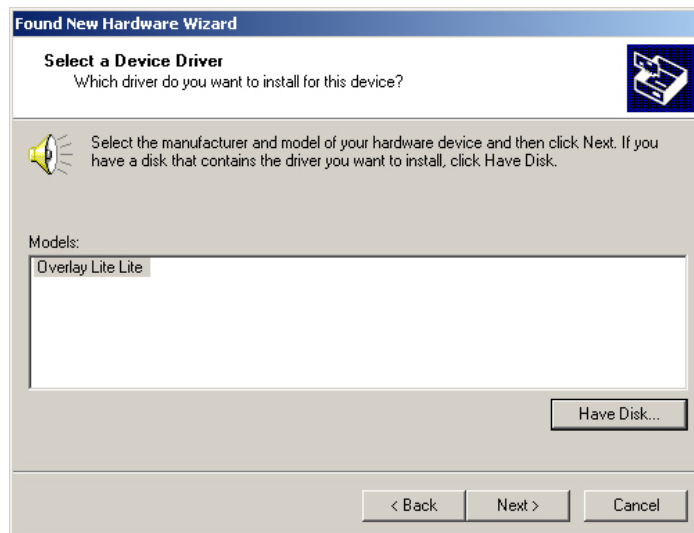 Found New Hardware Wizard
Select a Device Driver
Which driver do you want to install for this device?
Select the manufacturer and model of your hardware device and then click Next. If you
have a disk that contains the driver you want to install, click Have Disk.
Models:
Overlay Lite Lite
Have Disk...
< Back
Next >
Cancel